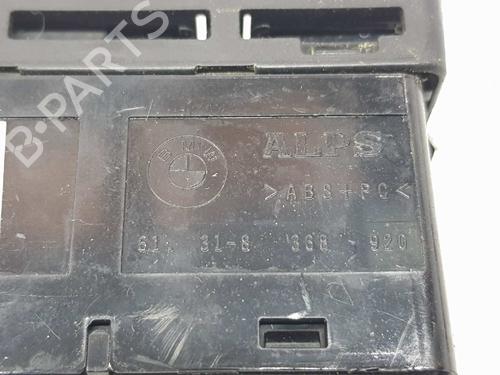 B-PARTS
BMW
ALPS
>ABS+PC<
61. 31-8 368 920